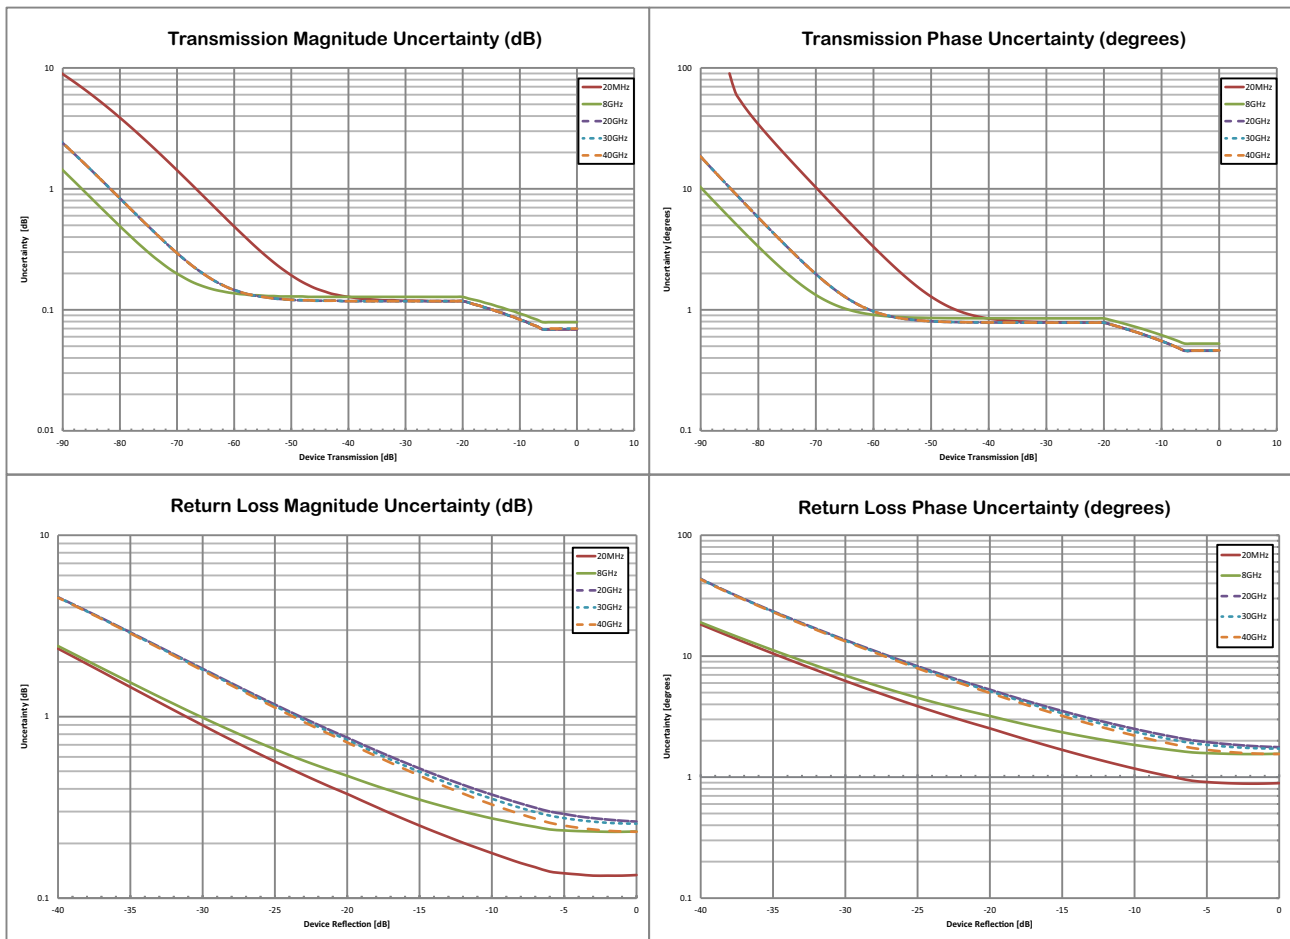 Transmission Magnitude Uncertainty (dB)
10
1
0.1
0.01
Uncertainty [dB]
20MHz
8GHz
20GHz
30GHz
40GHz
-90 -80 -70 -60 -50 -40 -30 -20 -10 0 10
Device Transmission [dB]
Transmission Phase Uncertainty (degrees)
100
10
1
0.1
Uncertainty [degrees]
20MHz
8GHz
20GHz
30GHz
40GHz
-90 -80 -70 -60 -50 -40 -30 -20 -10 0 10
Device Transmission [dB]
Return Loss Magnitude Uncertainty (dB)
10
1
0.1
Uncertainty [dB]
20MHz
8GHz
20GHz
30GHz
40GHz
-40 -35 -30 -25 -20 -15 -10 -5 0
Device Reflection [dB]
Return Loss Phase Uncertainty (degrees)
100
10
1
0.1
Uncertainty [degrees]
20MHz
8GHz
20GHz
30GHz
40GHz
-40 -35 -30 -25 -20 -15 -10 -5 0
Device Reflection [dB]